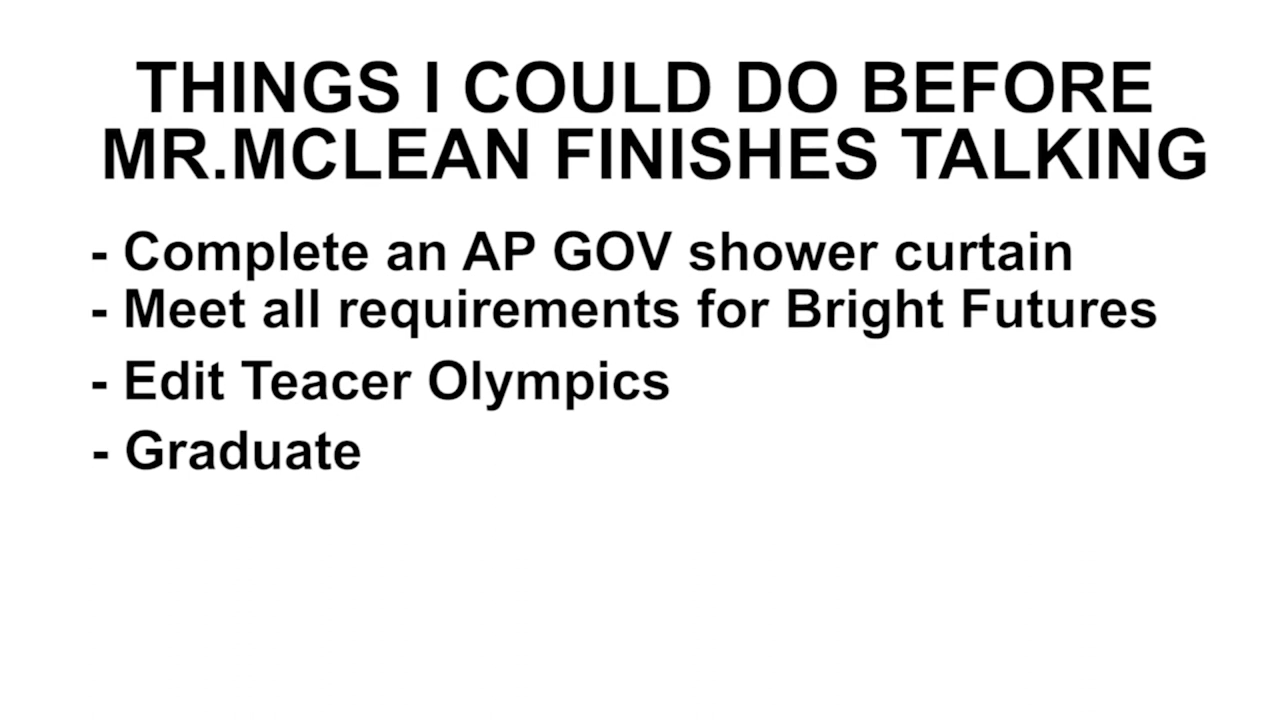 THINGS I COULD DO BEFORE
MR.MCLEAN FINISHES TALKING
- Complete an AP GOV shower curtain
- Meet all requirements for Bright Futures
- Edit Teacer Olympics
- Graduate